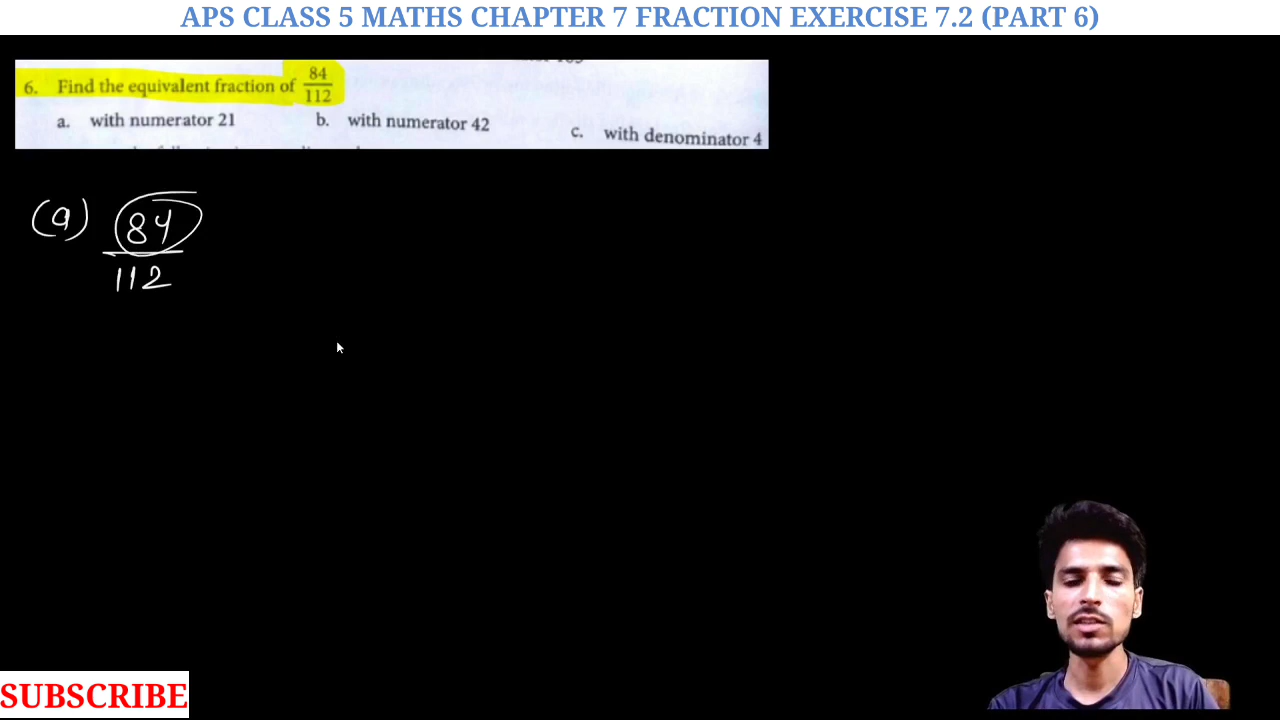 APS CLASS 5 MATHS CHAPTER 7 FRACTION EXERCISE 7.2 (PART 6)
6. Find the equivalent fraction of 84/112
a. with numerator 21 b. with numerator 42 c. with denominator 4
(a) 84
112
SUBSCRIBE